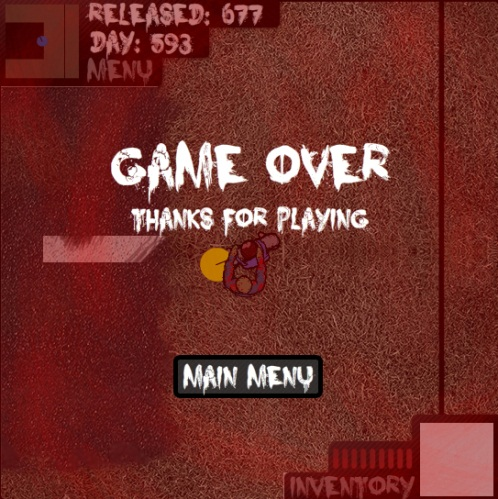 RELEASED: 677
DAY: 593
MENU
GAME OVER
THANKS FOR PLAYING
MAIN MENU
INVENTORY